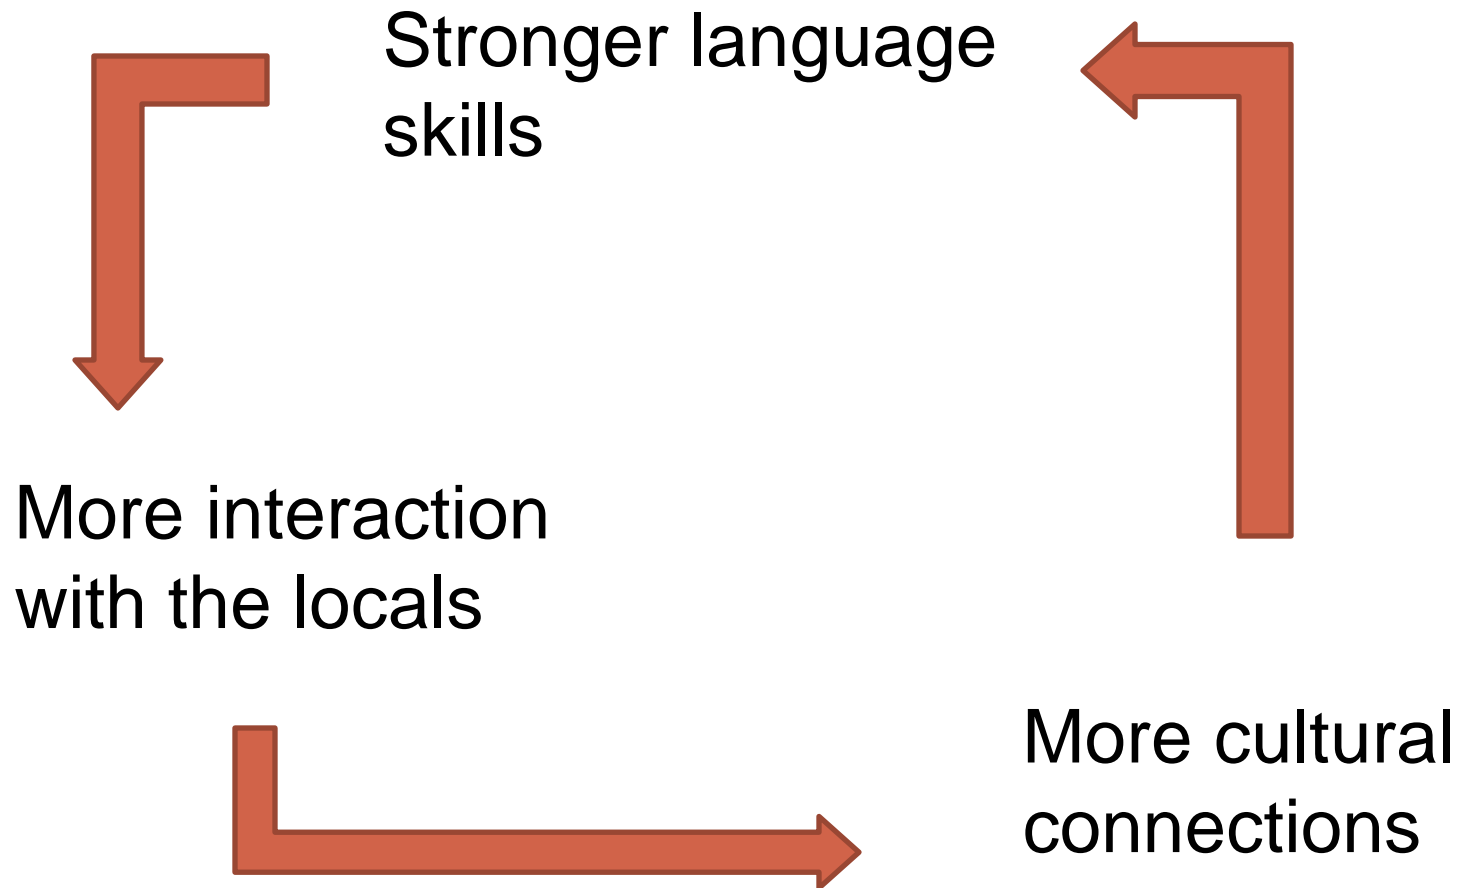 Stronger language
skills
More interaction
with the locals
More cultural
connections